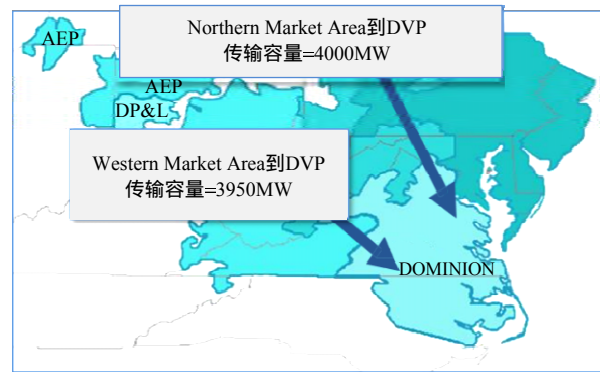 Northern Market Area到DVP
传输容量=4000MW
AEP
AEP
DP&L
Western Market Area到DVP
传输容量=3950MW
DOMINION